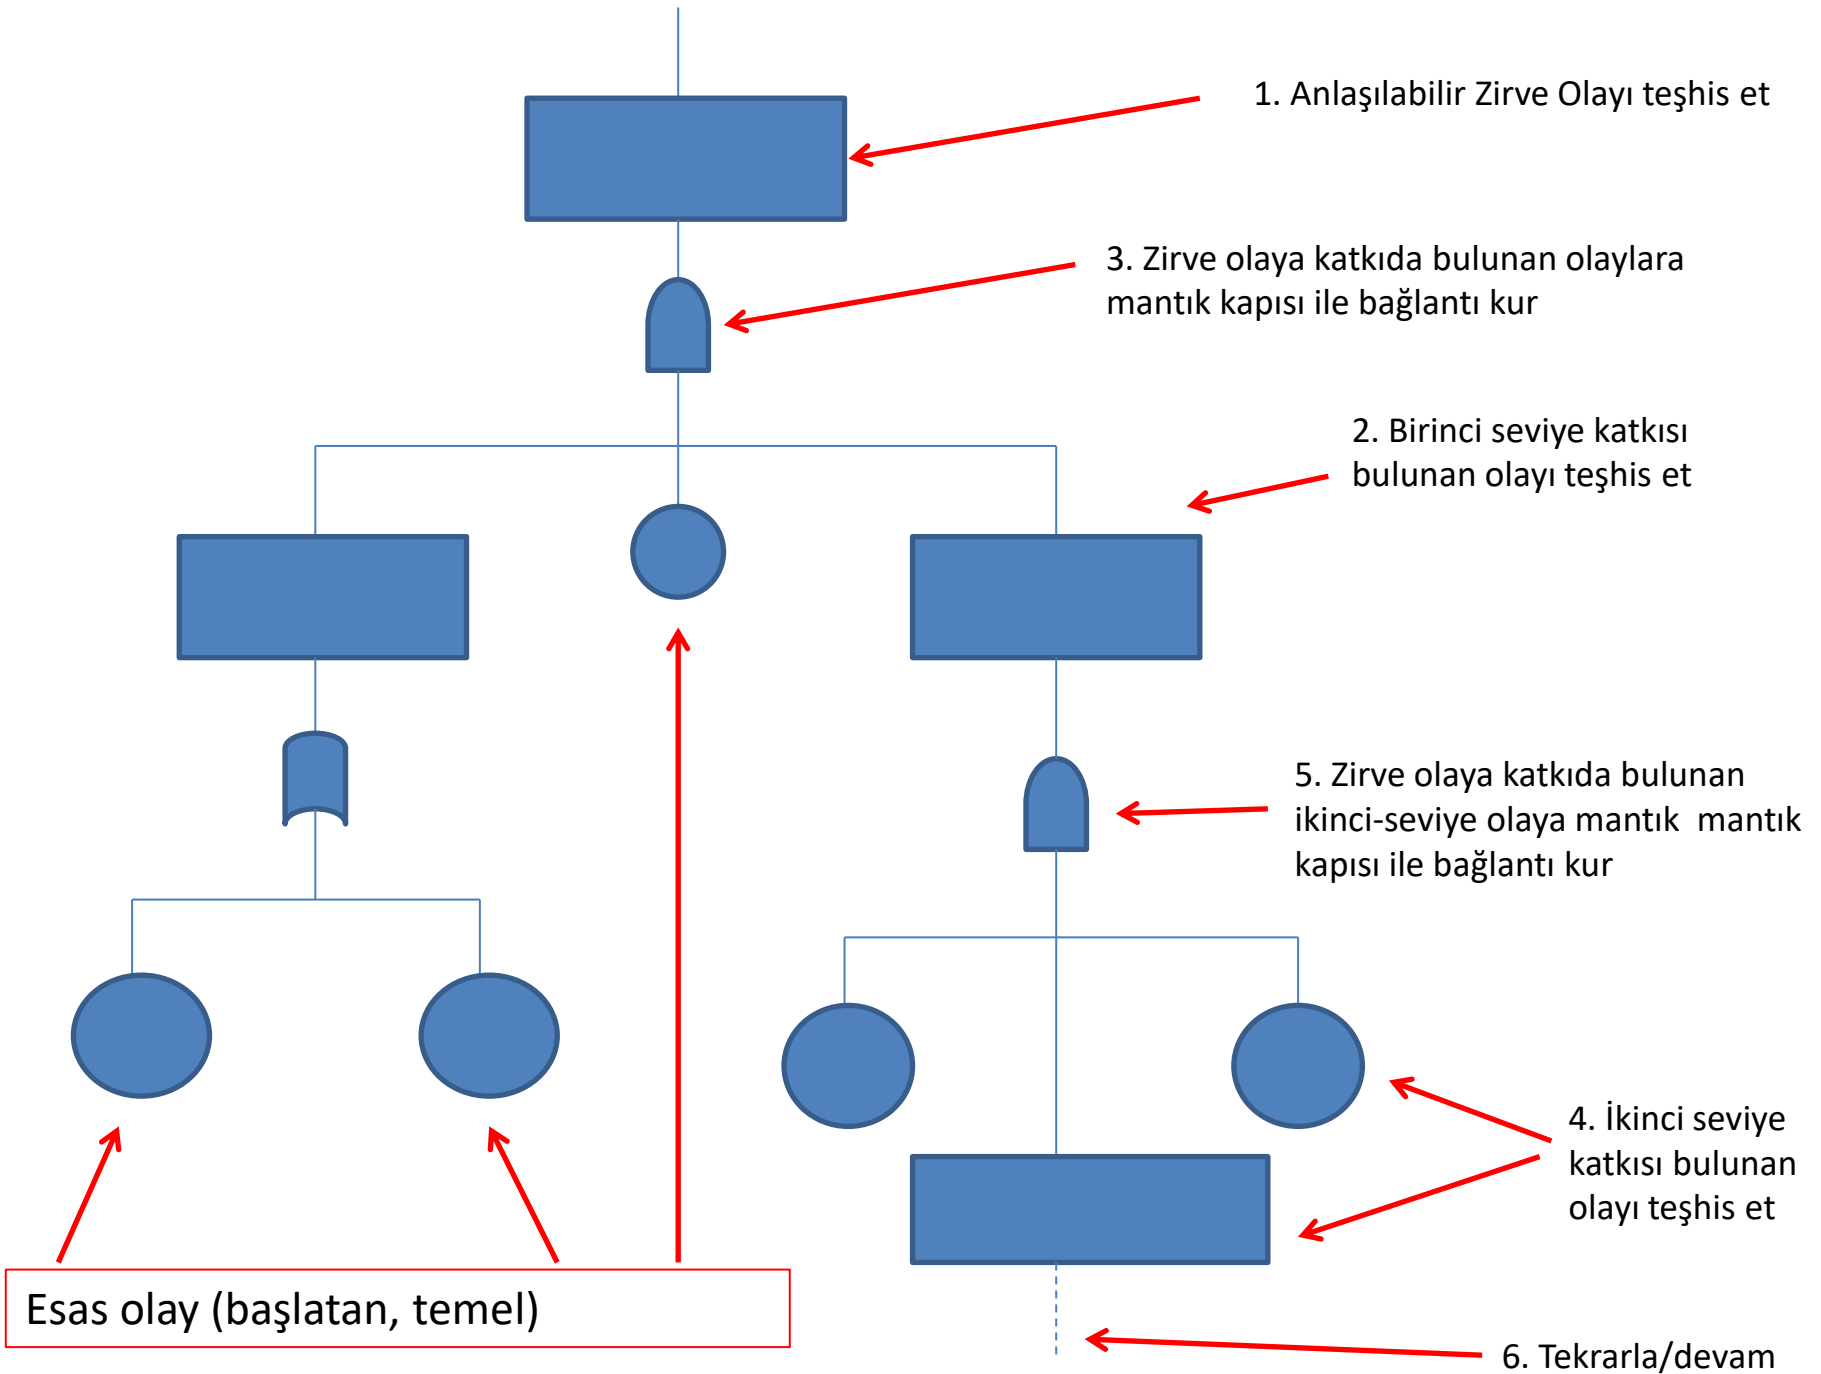 1. Anlaşılabilir Zirve Olayı teşhis et
3. Zirve olaya katkıda bulunan olaylara
mantık kapısı ile bağlantı kur
2. Birinci seviye katkısı
bulunan olayı teşhis et
5. Zirve olaya katkıda bulunan
ikinci-seviye olaya mantık  mantık
kapısı ile bağlantı kur
4. İkinci seviye
katkısı bulunan
olayı teşhis et
Esas olay (başlatan, temel)
6. Tekrarla/devam